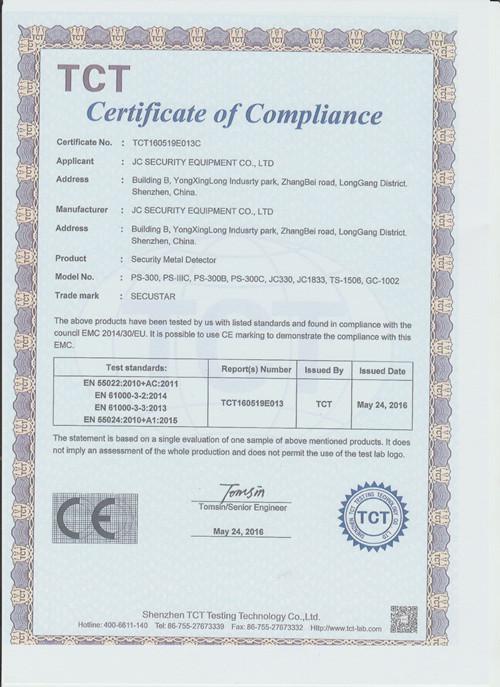 TCT
Certificate of Compliance
Certificate No. : TCT160519E013C
Applicant : JC SECURITY EQUIPMENT CO., LTD
Address : Building B, YongXingLong Indusrty park, ZhangBei road, LongGang District.
Shenzhen, China.
Manufacturer : JC SECURITY EQUIPMENT CO., LTD
Address : Building B, YongXingLong Indusrty park, ZhangBei road, LongGang District.
Shenzhen, China.
Product : Security Metal Detector
Model No. : PS-300, PS-IIIC, PS-300B, PS-300C, JC330, JC1833, TS-1506, GC-1002
Trade mark : SECUSTAR
The above products have been tested by us with listed standards and found in compliance with the
council EMC 2014/30/EU. It is possible to use CE marking to demonstrate the compliance with this
EMC.
Test standards: Report(s) Number Issued By Issued Date
EN 55022:2010+AC:2011
EN 61000-3-2:2014
EN 61000-3-3:2013
EN 55024:2010+A1:2015
TCT160519E013 TCT May 24, 2016
The statement is based on a single evaluation of one sample of above mentioned products. It does
not imply an assessment of the whole production and does not permit the use of the test lab logo.
CE
Tomsin
Tomsin/Senior Engineer
May 24, 2016
SHENZHEN TCT TESTING TECHNOLOGY CO., LTD
TCT
Shenzhen TCT Testing Technology Co.,Ltd.
Hotline: 400-6611-140 Tel: 86-755-27673339 Fax: 86-755-27673332 Http://www.tct-lab.com